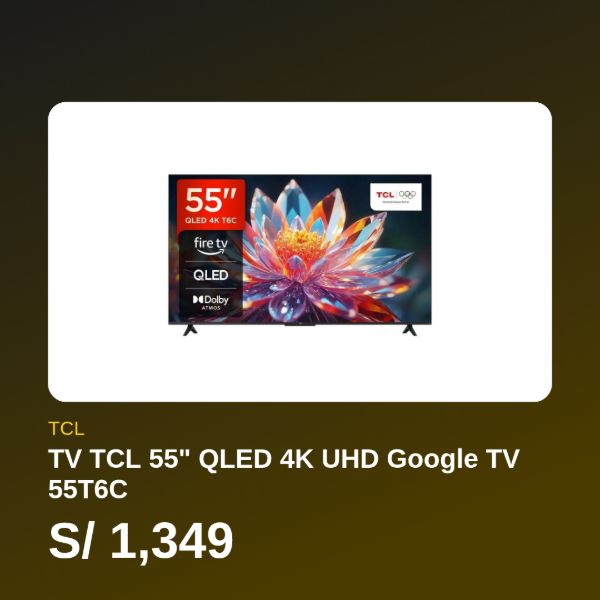 55"
QLED 4K T6C
fire tv
QLED
Dolby
ATMOS
TCL
TCL
TV TCL 55" QLED 4K UHD Google TV
55T6C
S/ 1,349